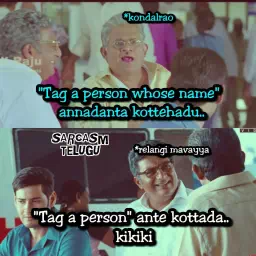 *kondalrao
"Tag a person whose name"
annadanta kottehadu..
SARCASM
TELUGU
*relangi mavayya
"Tag a person" ante kottada..
kikiki